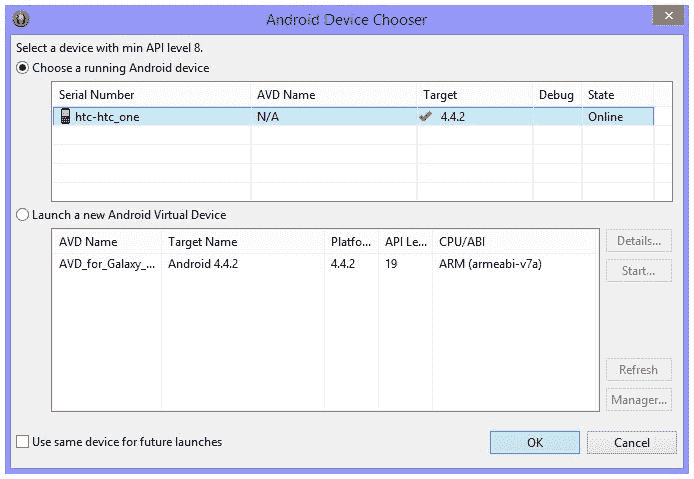 Android Device Chooser
Select a device with min API level 8.
Choose a running Android device
Serial Number AVD Name Target Debug State
htc-htc_one N/A 4.4.2 Online
Launch a new Android Virtual Device
AVD Name Target Name Platfo... API Le... CPU/ABI Details...
AVD_for_Galaxy_... Android 4.4.2 4.4.2 19 ARM (armeabi-v7a) Start...
Refresh
Manager...
Use same device for future launches OK Cancel